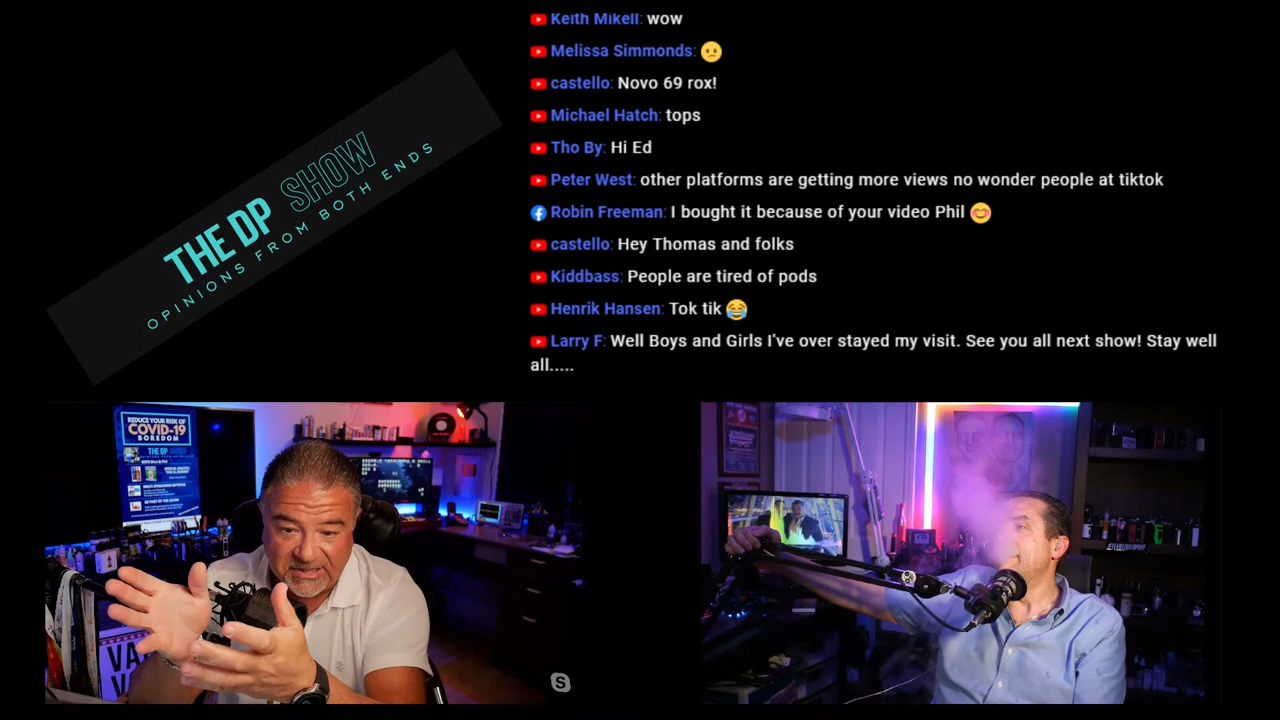 Keith Mikell: wow
Melissa Simmonds: 😕
castello: Novo 69 rox!
Michael Hatch: tops
Tho By: Hi Ed
Peter West: other platforms are getting more views no wonder people at tiktok
Robin Freeman: I bought it because of your video Phil 😊
castello: Hey Thomas and folks
Kiddbass: People are tired of pods
Henrik Hansen: Tok tik 😂
Larry F: Well Boys and Girls I've over stayed my visit. See you all next show! Stay well
all.....
THE DP SHOW
OPINIONS FROM BOTH ENDS
REDUCE YOUR RISK OF
COVID-19
BOREDOM
THE DP
VA
V
S